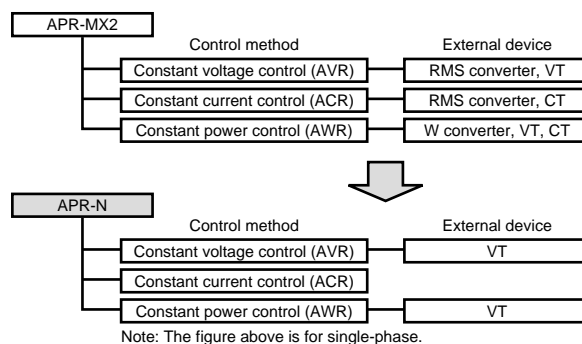 APR-MX2
Control method External device
Constant voltage control (AVR) RMS converter, VT
Constant current control (ACR) RMS converter, CT
Constant power control (AWR) W converter, VT, CT
APR-N
Control method External device
Constant voltage control (AVR) VT
Constant current control (ACR)
Constant power control (AWR) VT
Note: The figure above is for single-phase.